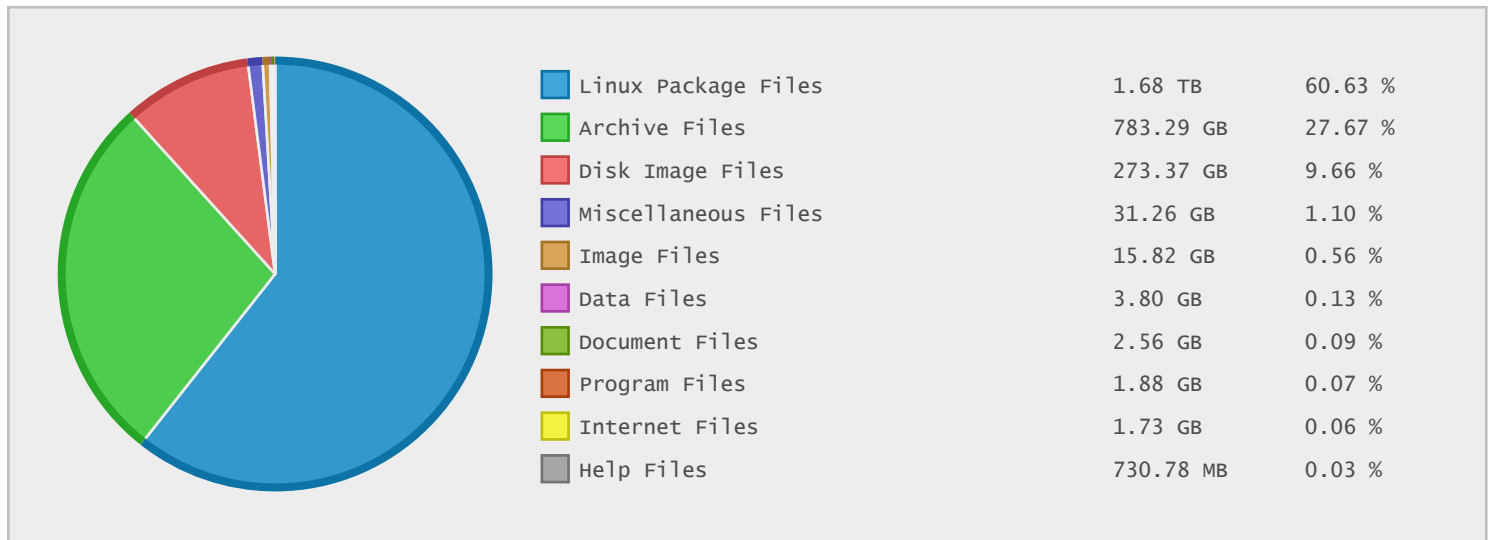 Linux Package Files 1.68 TB 60.63 %
Archive Files 783.29 GB 27.67 %
Disk Image Files 273.37 GB 9.66 %
Miscellaneous Files 31.26 GB 1.10 %
Image Files 15.82 GB 0.56 %
Data Files 3.80 GB 0.13 %
Document Files 2.56 GB 0.09 %
Program Files 1.88 GB 0.07 %
Internet Files 1.73 GB 0.06 %
Help Files 730.78 MB 0.03 %